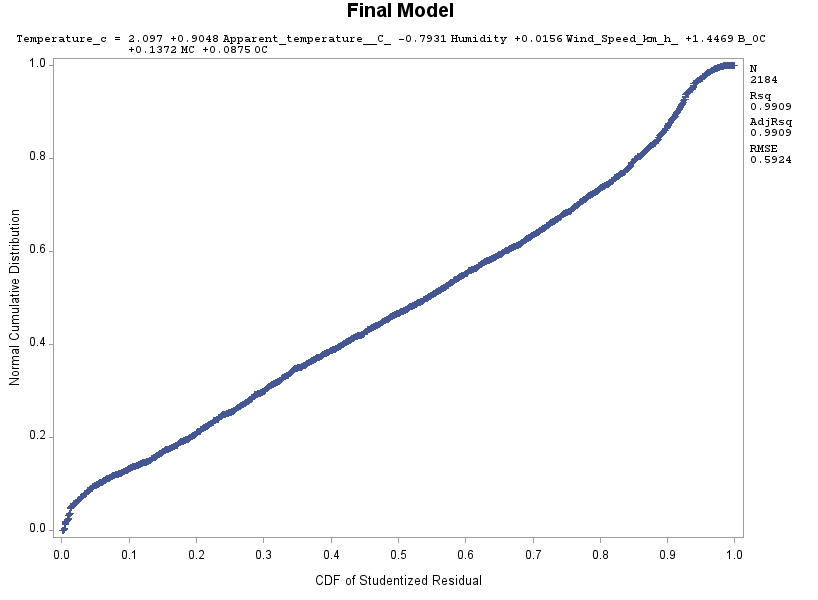 Final Model
Temperature_c = 2.097 +0.9048 Apparent_temperature__C_ -0.7931 Humidity +0.0156 Wind_Speed_km_h_ +1.4469 B_OC
+0.1372 MC +0.0875 OC
N
2184
Rsq
0.9909
AdjRsq
0.9909
RMSE
0.5924
1.0
0.8
0.6
0.4
0.2
0.0
Normal Cumulative Distribution
0.0 0.1 0.2 0.3 0.4 0.5 0.6 0.7 0.8 0.9 1.0
CDF of Studentized Residual